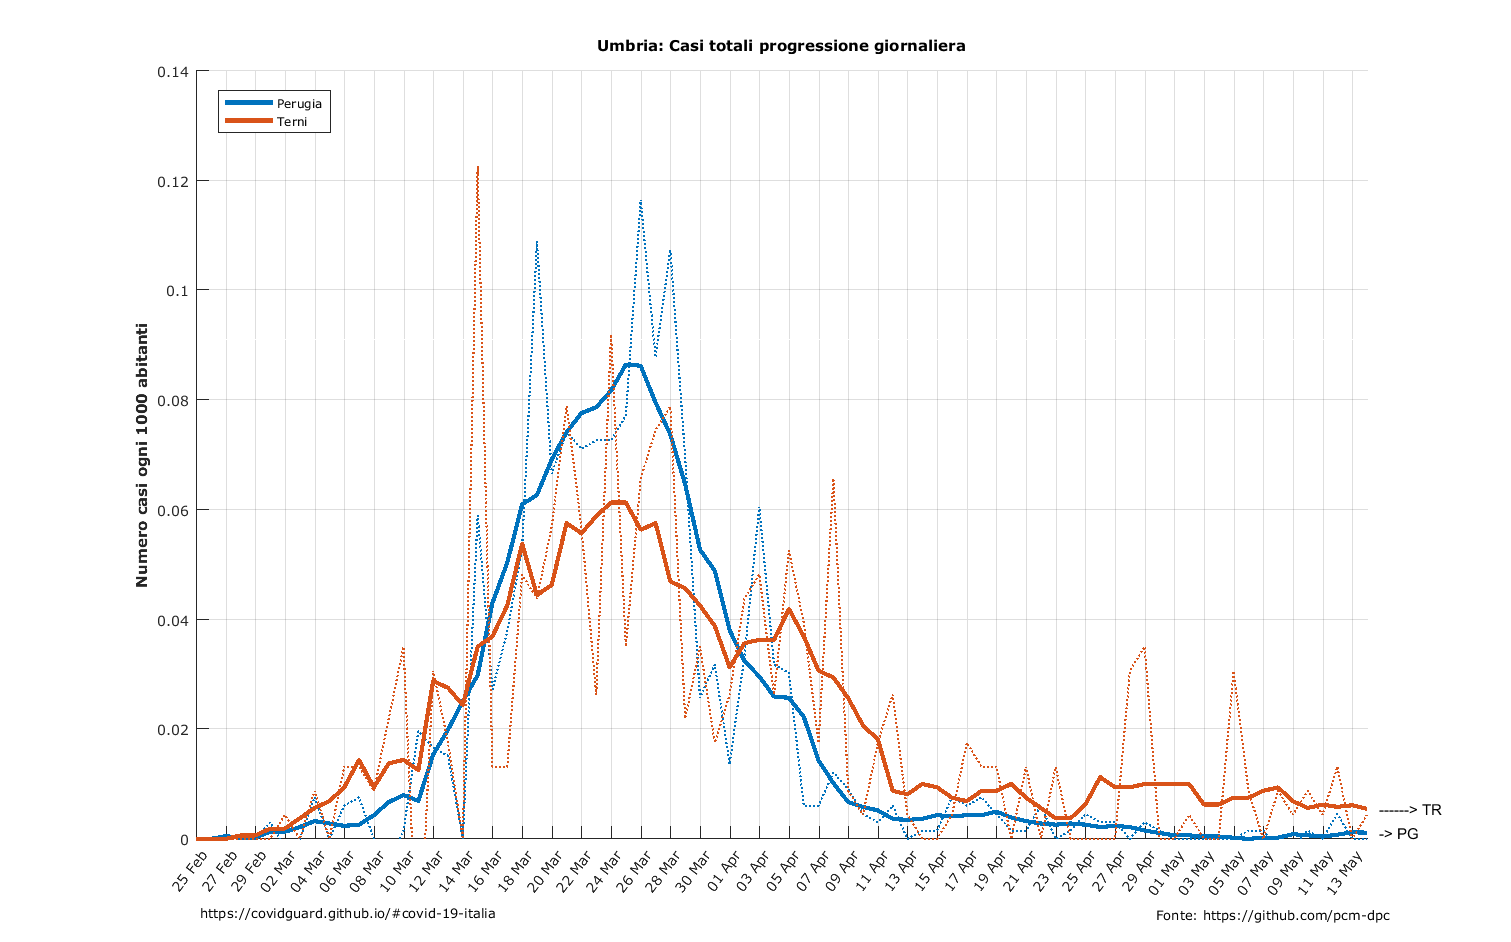 Umbria: Casi totali progressione giornaliera
0.14
0.12
0.1
0.08
0.06
0.04
0.02
0
Numero casi ogni 1000 abitanti
Perugia
Terni
------> TR
-> PG
25 Feb
27 Feb
29 Feb
02 Mar
04 Mar
06 Mar
08 Mar
10 Mar
12 Mar
14 Mar
16 Mar
18 Mar
20 Mar
22 Mar
24 Mar
26 Mar
28 Mar
30 Mar
01 Apr
03 Apr
05 Apr
07 Apr
09 Apr
11 Apr
13 Apr
15 Apr
17 Apr
19 Apr
21 Apr
23 Apr
25 Apr
27 Apr
29 Apr
01 May
03 May
05 May
07 May
09 May
11 May
13 May
https://covidguard.github.io/#covid-19-italia
Fonte: https://github.com/pcm-dpc